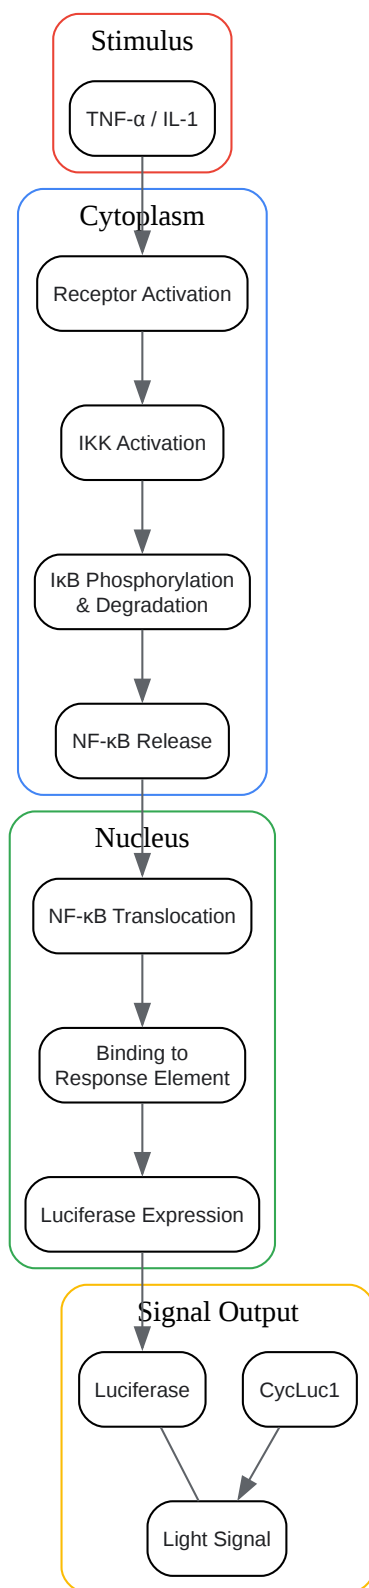 Stimulus
TNF-α / IL-1
Cytoplasm
Receptor Activation
IKK Activation
IκB Phosphorylation
& Degradation
NF-κB Release
Nucleus
NF-κB Translocation
Binding to
Response Element
Luciferase Expression
Signal Output
Luciferase
CycLuc1
Light Signal